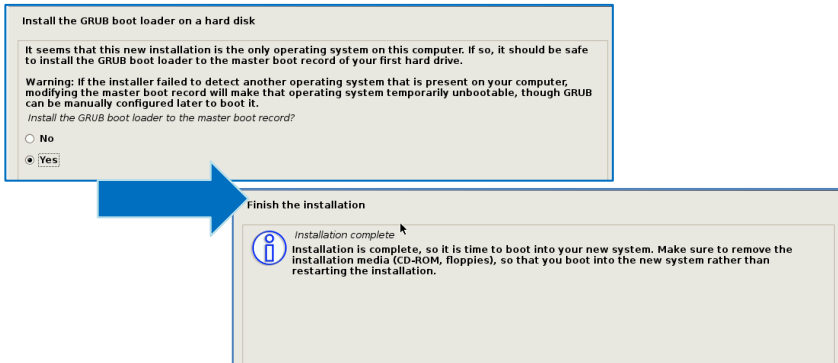 Install the GRUB boot loader on a hard disk
It seems that this new installation is the only operating system on this computer. If so, it should be safe
to install the GRUB boot loader to the master boot record of your first hard drive.
Warning: If the installer failed to detect another operating system that is present on your computer,
modifying the master boot record will make that operating system temporarily unbootable, though GRUB
can be manually configured later to boot it.
Install the GRUB boot loader to the master boot record?
No
Yes
Finish the installation
Installation complete
Installation is complete, so it is time to boot into your new system. Make sure to remove the
installation media (CD-ROM, floppies), so that you boot into the new system rather than
restarting the installation.